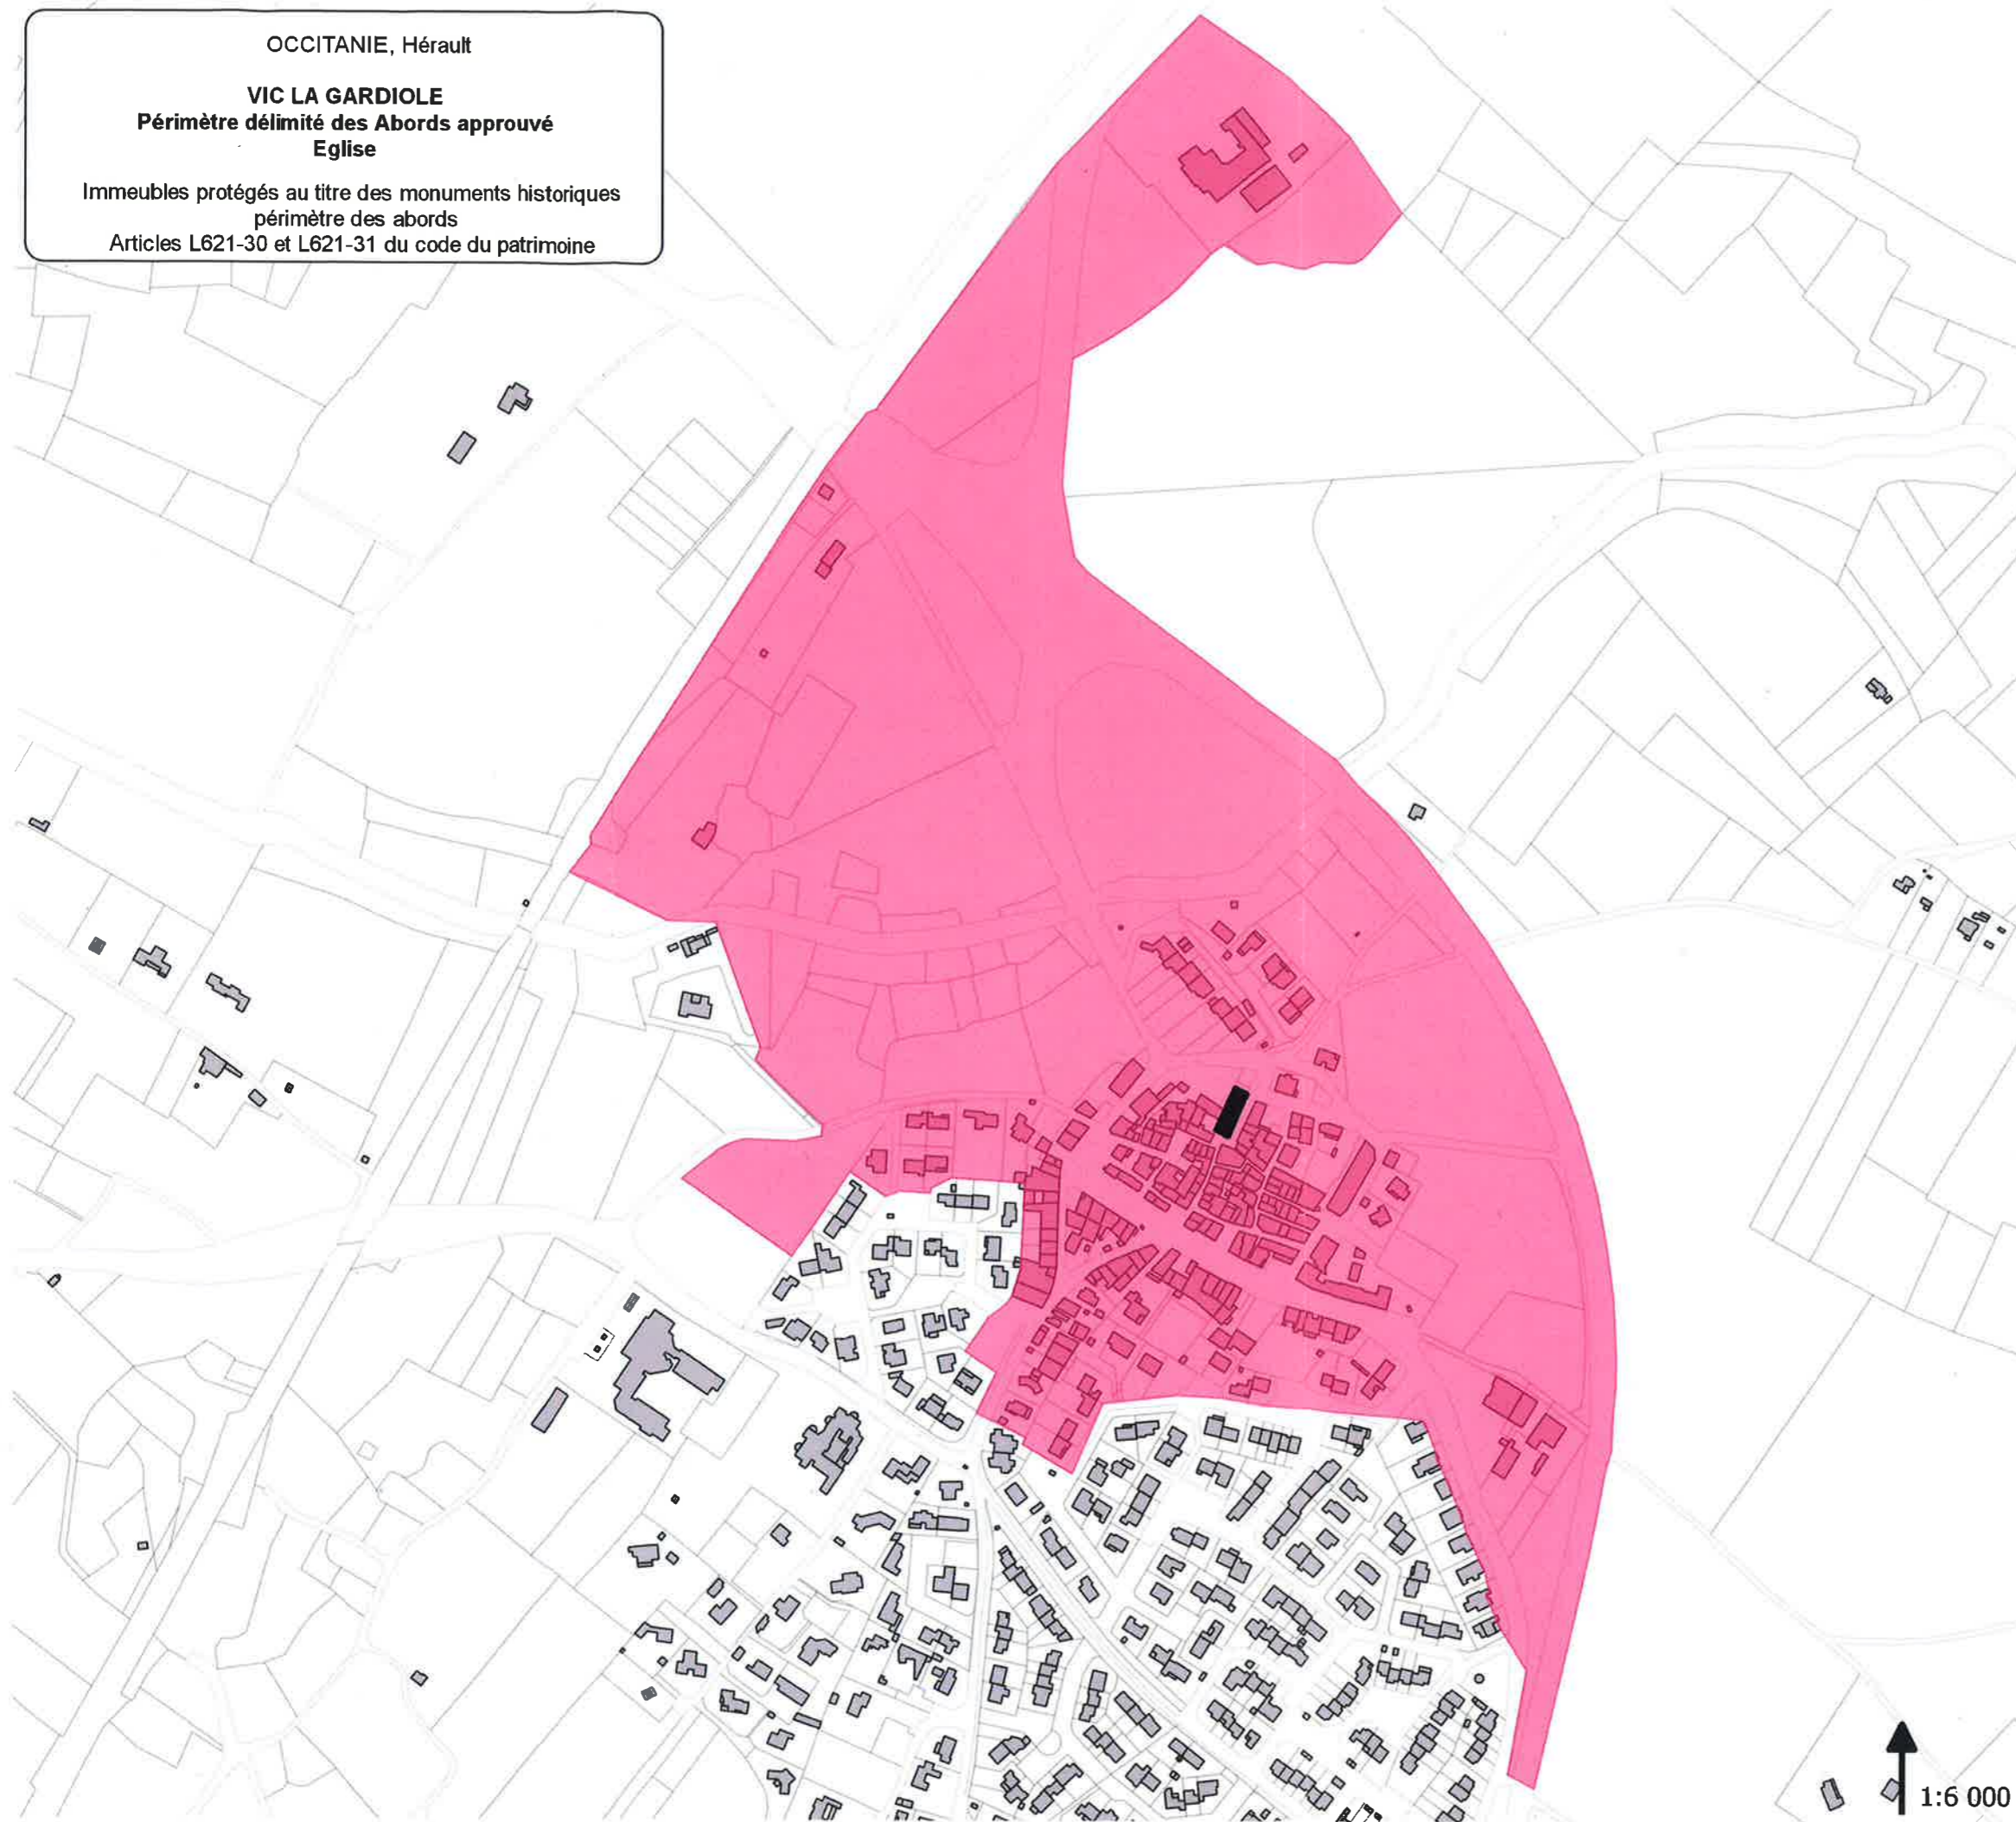 OCCITANIE, Hérault
VIC LA GARDIOLE
Périmètre délimité des Abords approuvé
Eglise
Immeubles protégés au titre des monuments historiques
périmètre des abords
Articles L621-30 et L621-31 du code du patrimoine
1:6 000